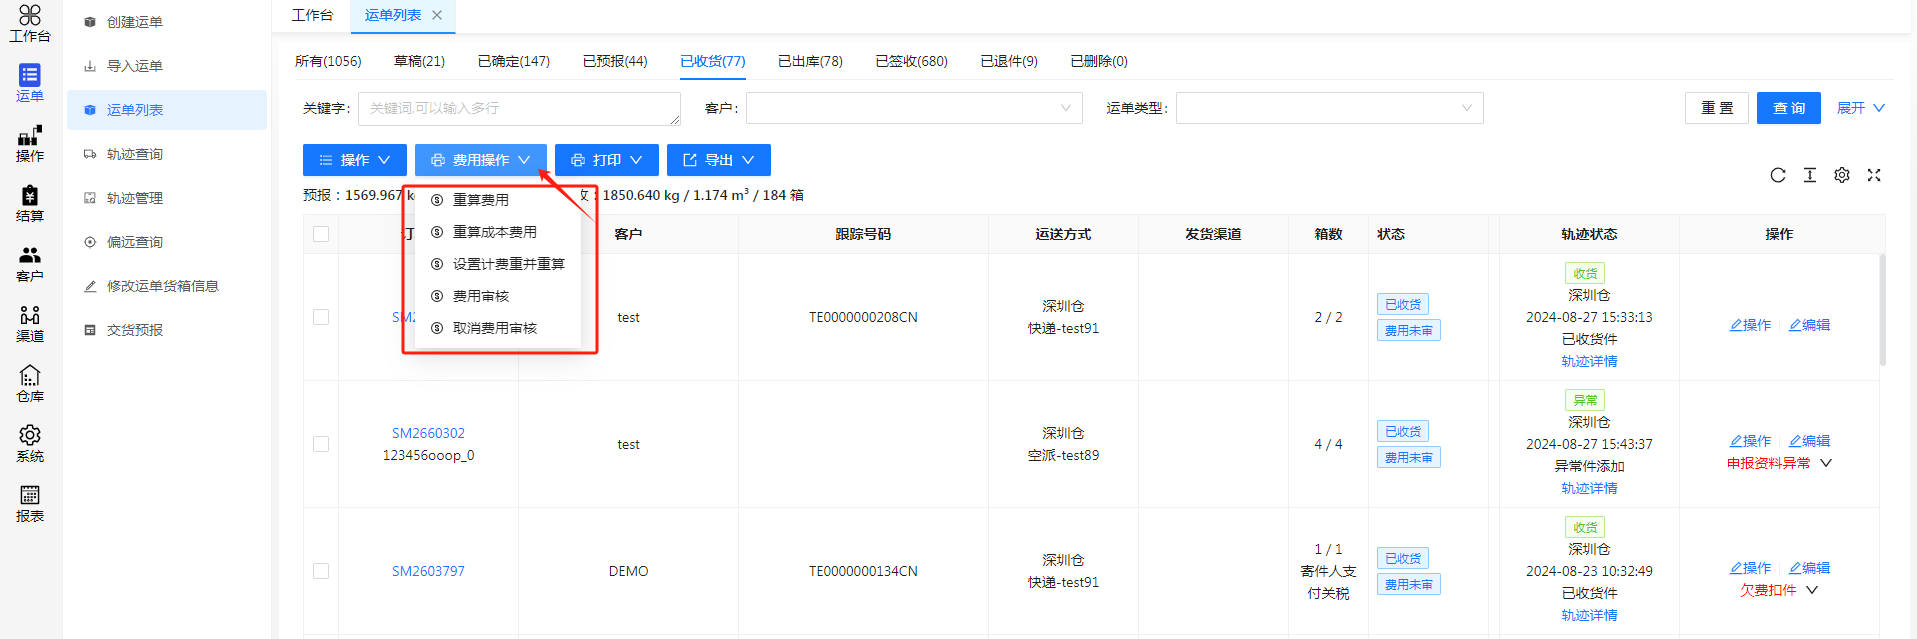 工作台
运单
操作
结算
客户
渠道
仓库
系统
报表
创建运单
导入运单
运单列表
轨迹查询
轨迹管理
偏远查询
修改运单货箱信息
交货预报
工作台 运单列表
所有(1056) 草稿(21) 已确定(147) 已预报(44) 已收货(77) 已出库(78) 已签收(680) 已退件(9) 已删除(0)
关键字: 关键词,可以输入多行 客户: 运单类型: 重置 查询 展开
操作 费用操作 打印 导出
预报：1569.967 : 1850.640 kg / 1.174 m³ / 184 箱
重算费用
重算成本费用
设置计费重并重算
费用审核
取消费用审核
客户 跟踪号码 运送方式 发货渠道 箱数 状态 轨迹状态 操作
SM2 test TE0000000208CN
深圳仓
快递-test91
2 / 2
已收货
费用未审
收货
深圳仓
2024-08-27 15:33:13
已收货件
轨迹详情
操作 编辑
SM2660302
123456ooop_0
test
深圳仓
空派-test89
4 / 4
已收货
费用未审
异常
深圳仓
2024-08-27 15:43:37
异常件添加
轨迹详情
操作 编辑
申报资料异常
SM2603797
DEMO
TE0000000134CN
深圳仓
快递-test91
1 / 1
寄件人支
付关税
已收货
费用未审
收货
深圳仓
2024-08-23 10:32:49
已收货件
轨迹详情
操作 编辑
欠费扣件